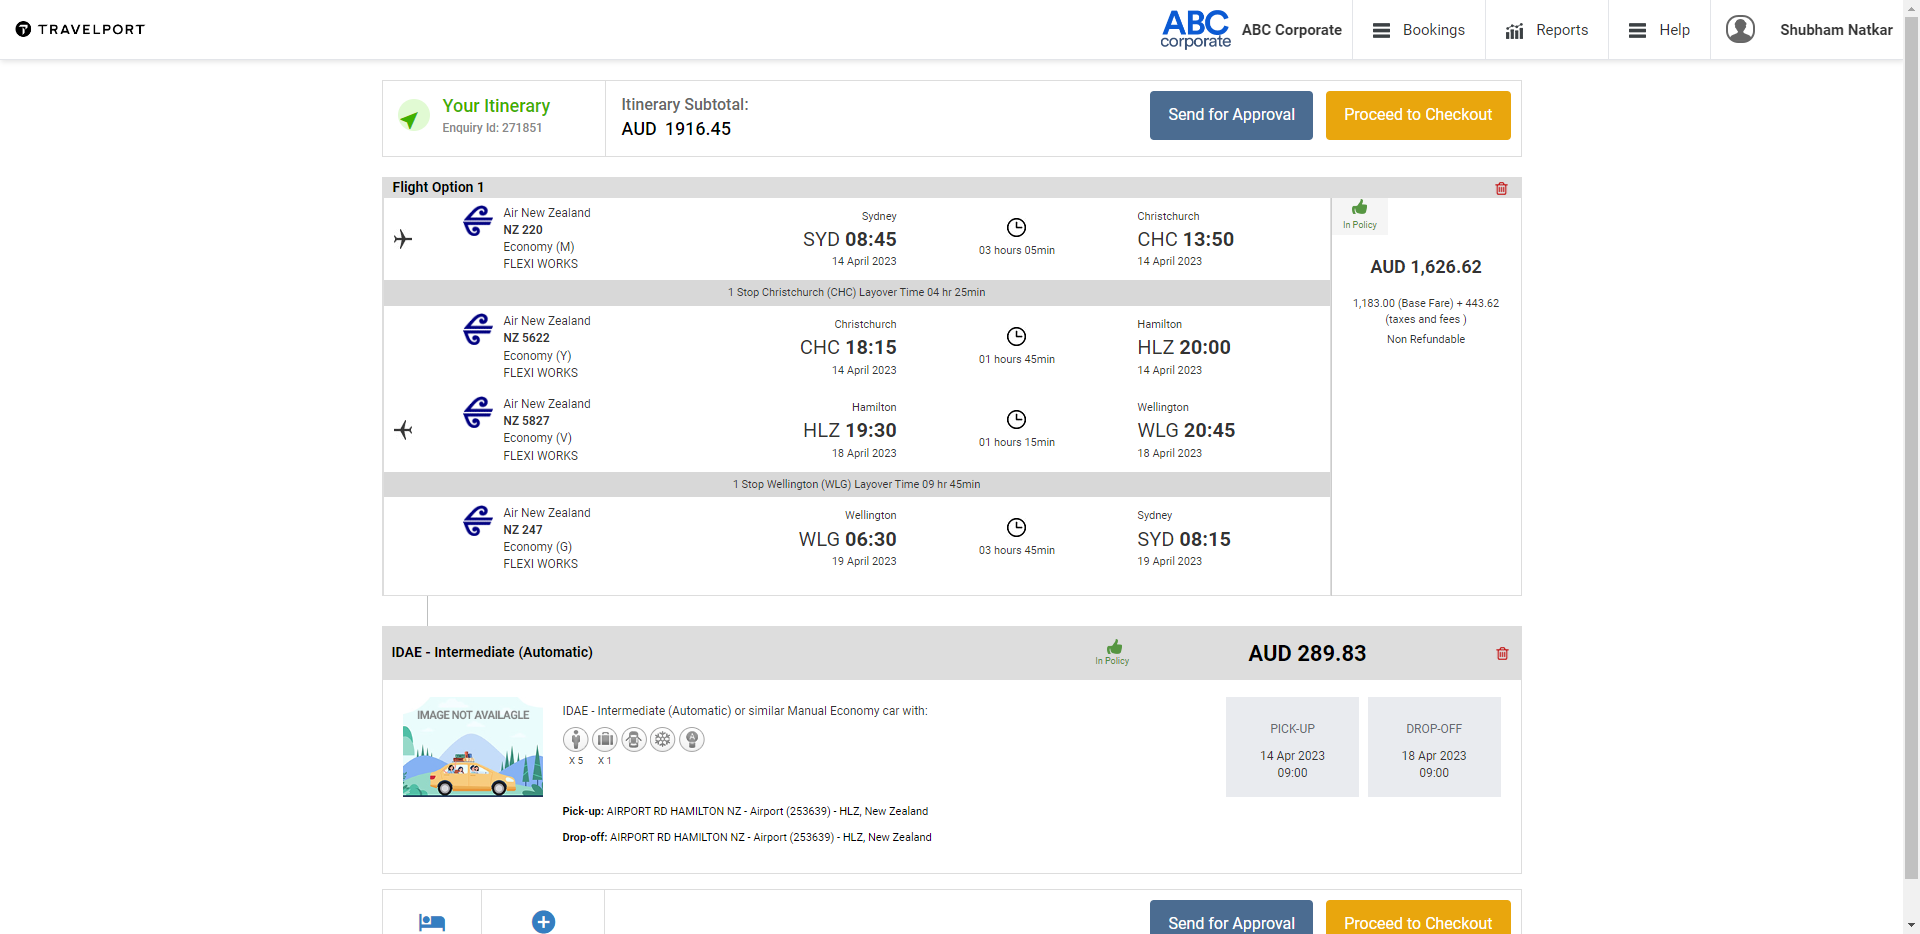 TRAVELPORT
ABC
corporate
ABC Corporate
Bookings
Reports
Help
Shubham Natkar
Your Itinerary
Enquiry Id: 271851
Itinerary Subtotal:
AUD 1916.45
Send for Approval
Proceed to Checkout
Flight Option 1
Air New Zealand
NZ 220
Economy (M)
FLEXI WORKS
Sydney
SYD 08:45
14 April 2023
03 hours 05min
Christchurch
CHC 13:50
14 April 2023
In Policy
AUD 1,626.62
1,183.00 (Base Fare) + 443.62
(taxes and fees )
Non Refundable
1 Stop Christchurch (CHC) Layover Time 04 hr 25min
Air New Zealand
NZ 5622
Economy (Y)
FLEXI WORKS
Christchurch
CHC 18:15
14 April 2023
01 hours 45min
Hamilton
HLZ 20:00
14 April 2023
Air New Zealand
NZ 5827
Economy (V)
FLEXI WORKS
Hamilton
HLZ 19:30
18 April 2023
01 hours 15min
Wellington
WLG 20:45
18 April 2023
1 Stop Wellington (WLG) Layover Time 09 hr 45min
Air New Zealand
NZ 247
Economy (G)
FLEXI WORKS
Wellington
WLG 06:30
19 April 2023
03 hours 45min
Sydney
SYD 08:15
19 April 2023
IDAE - Intermediate (Automatic)
In Policy
AUD 289.83
IMAGE NOT AVAILAGLE
IDAE - Intermediate (Automatic) or similar Manual Economy car with:
A
X 5
X 1
PICK-UP
14 Apr 2023
09:00
DROP-OFF
18 Apr 2023
09:00
Pick-up: AIRPORT RD HAMILTON NZ - Airport (253639) - HLZ, New Zealand
Drop-off: AIRPORT RD HAMILTON NZ - Airport (253639) - HLZ, New Zealand
Send for Approval
Proceed to Checkout